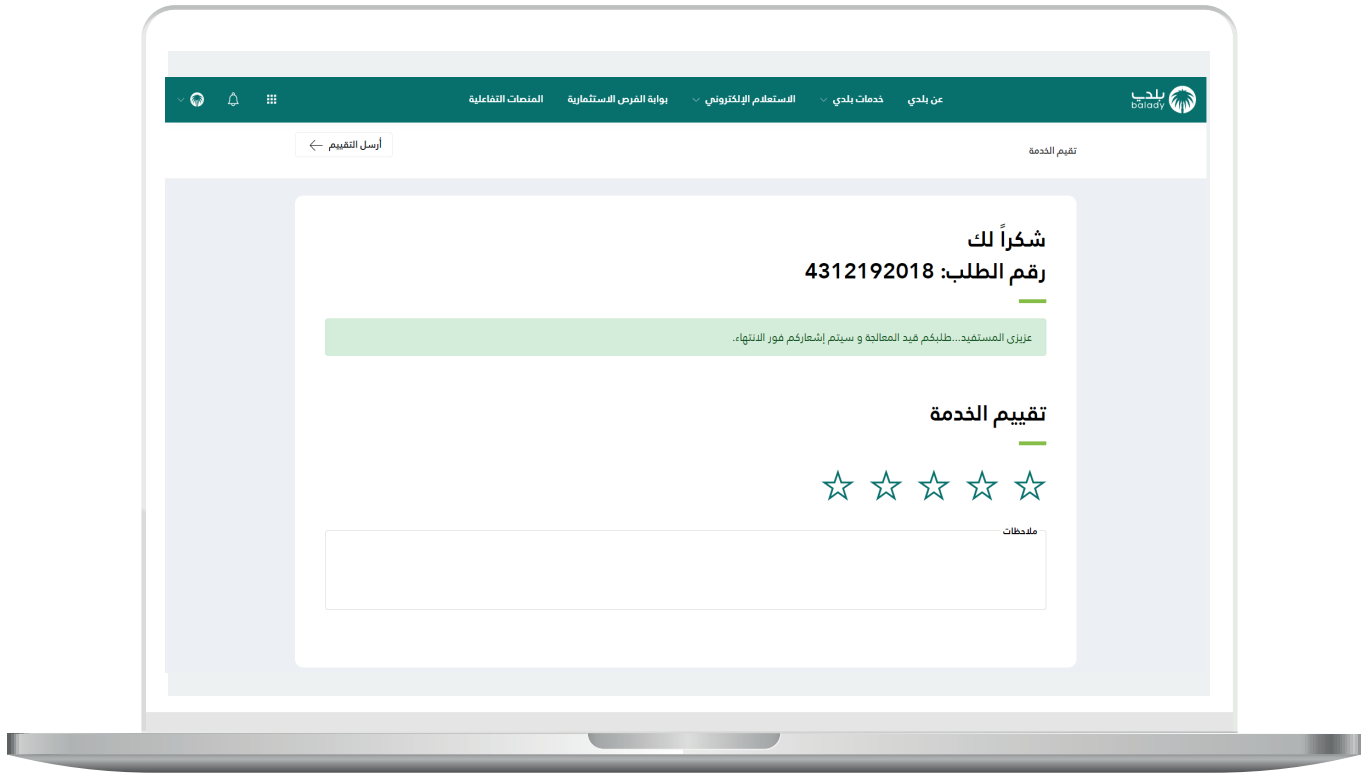 بلدي
balady
عن بلدي
خدمات بلدي
الاستعلام الإلكتروني
بوابة الفرص الاستثمارية
المنصات التفاعلية
تقيم الخدمة
أرسل التقييم
شكراً لك
رقم الطلب: 4312192018
عزيزي المستفيد...طلبكم قيد المعالجة و سيتم إشعاركم فور الانتهاء.
تقييم الخدمة
ملاحظات